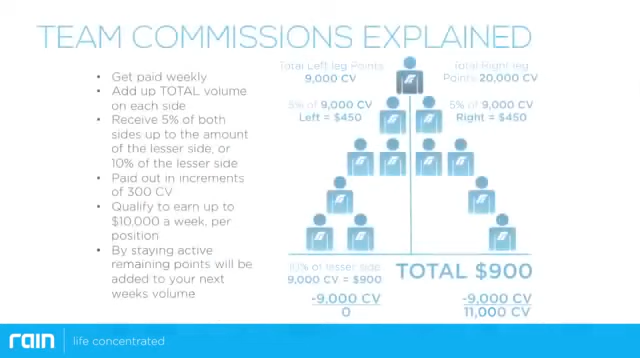 TEAM COMMISSIONS EXPLAINED
• Get paid weekly
• Add up TOTAL volume
on each side
• Receive 5% of both
sides up to the amount
of the lesser side, or
10% of the lesser side
• Paid out in increments
of 300 CV
• Qualify to earn up to
$10,000 a week, per
position
• By staying active
remaining points will be
added to your next
weeks volume
Total Left leg Points
9,000 CV
Total Right leg
Points 20,000 CV
5% of 9,000 CV
Left = $450
5% of 9,000 CV
Right = $450
10% of lesser side
9,000 CV = $900
TOTAL $900
-9,000 CV
0
-9,000 CV
11,000 CV
rain
life concentrated